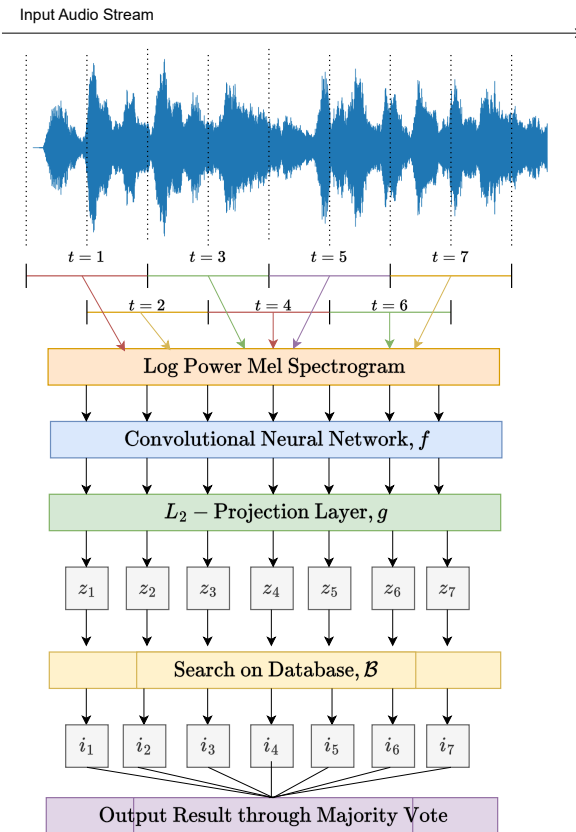 Input Audio Stream
t = 1 t = 3 t = 5 t = 7
t = 2 t = 4 t = 6
Log Power Mel Spectrogram
Convolutional Neural Network, f
L₂ − Projection Layer, g
z₁ z₂ z₃ z₄ z₅ z₆ z₇
Search on Database, ℬ
i₁ i₂ i₃ i₄ i₅ i₆ i₇
Output Result through Majority Vote